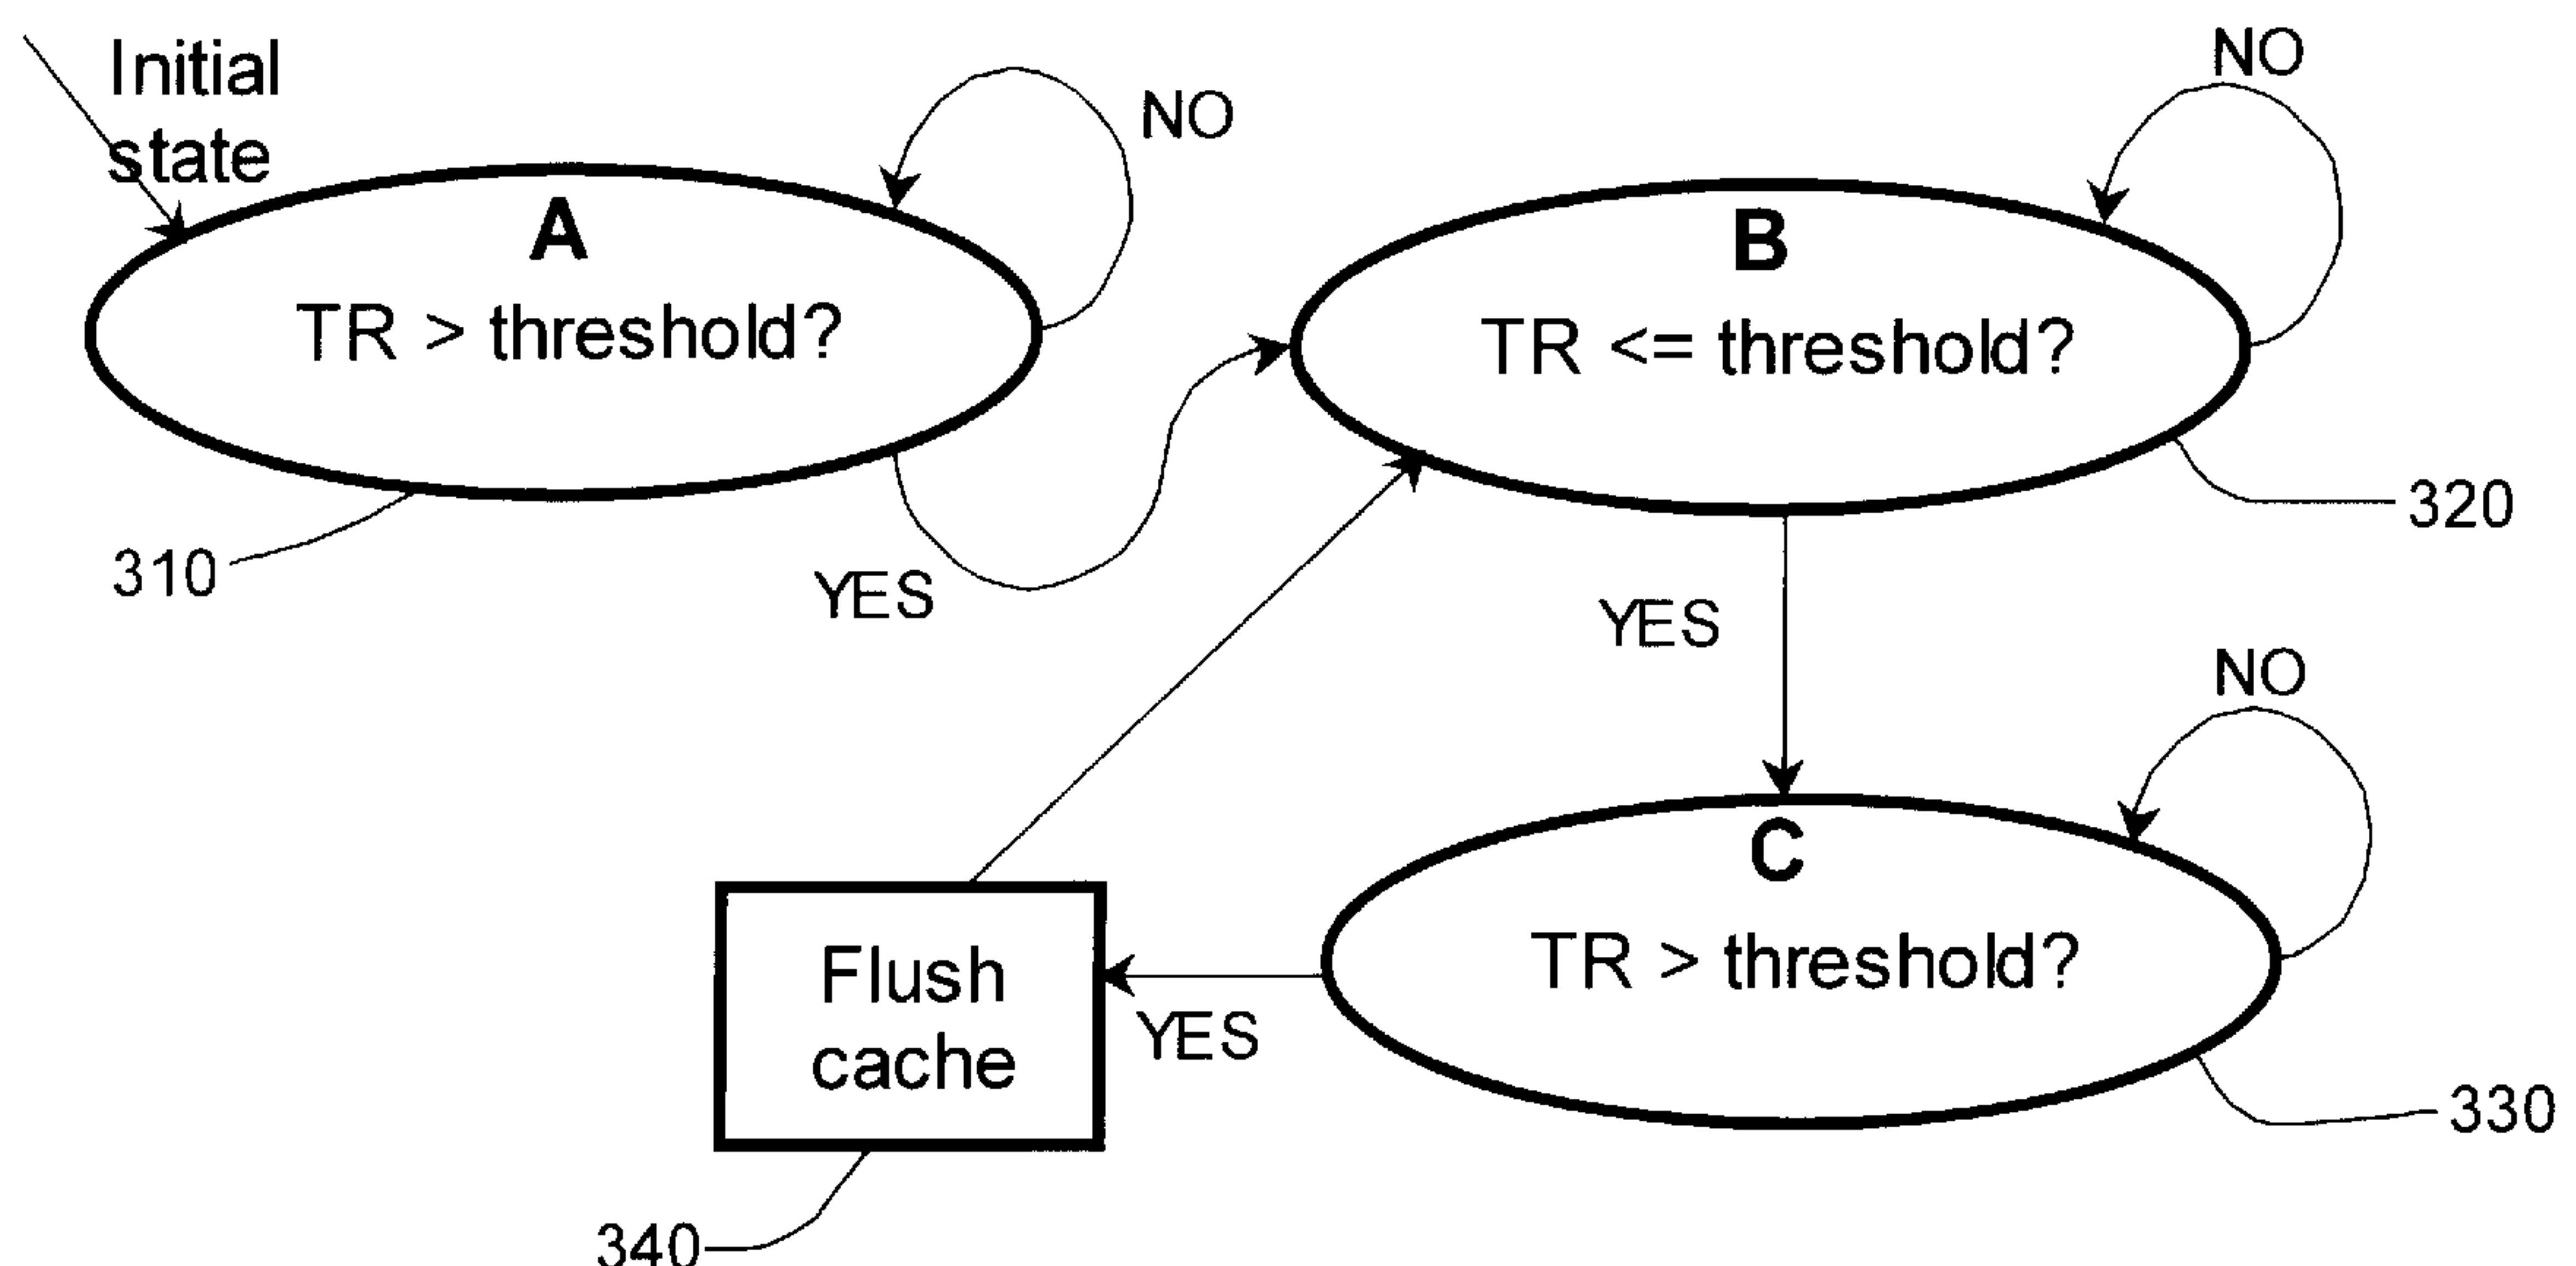 Initial
state
NO
A
TR > threshold?
310
YES
NO
B
TR <= threshold?
320
YES
NO
C
TR > threshold?
330
YES
Flush
cache
340